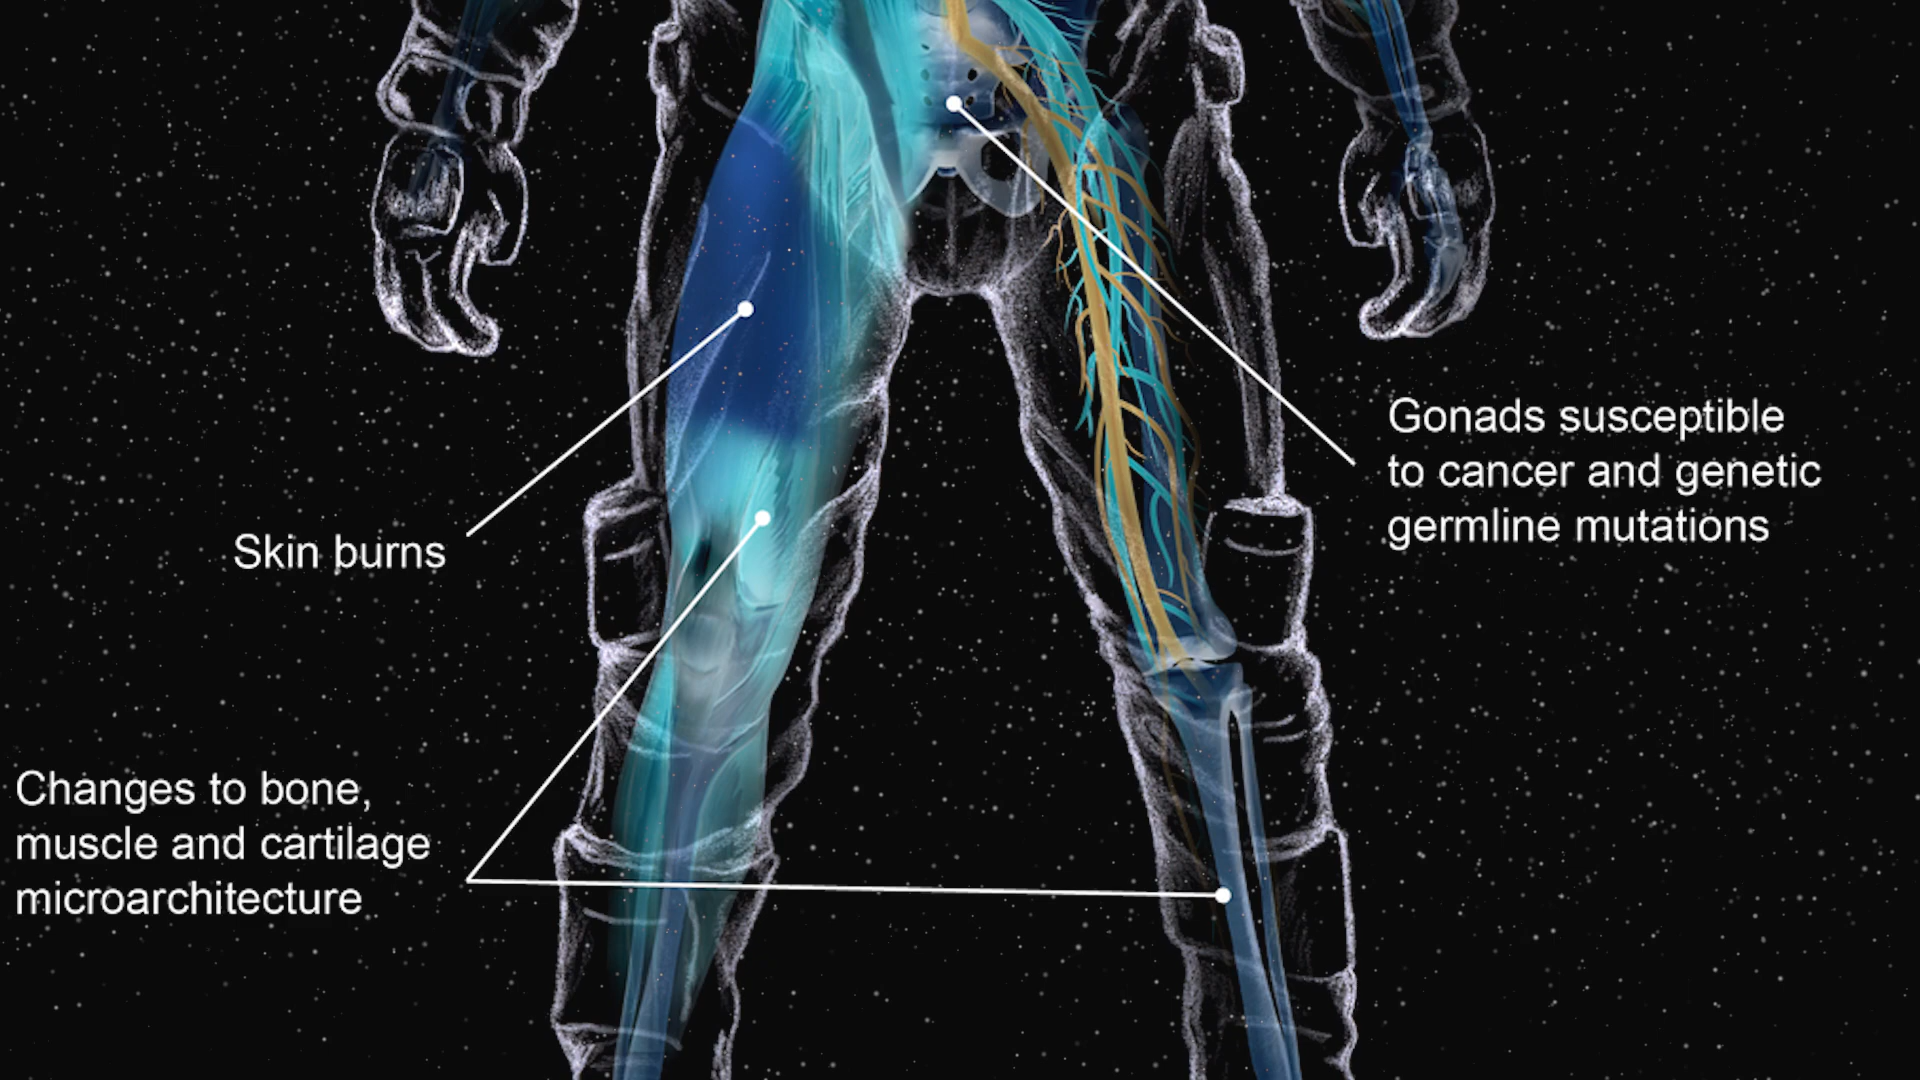 Gonads susceptible
to cancer and genetic
germline mutations
Skin burns
Changes to bone,
muscle and cartilage
microarchitecture